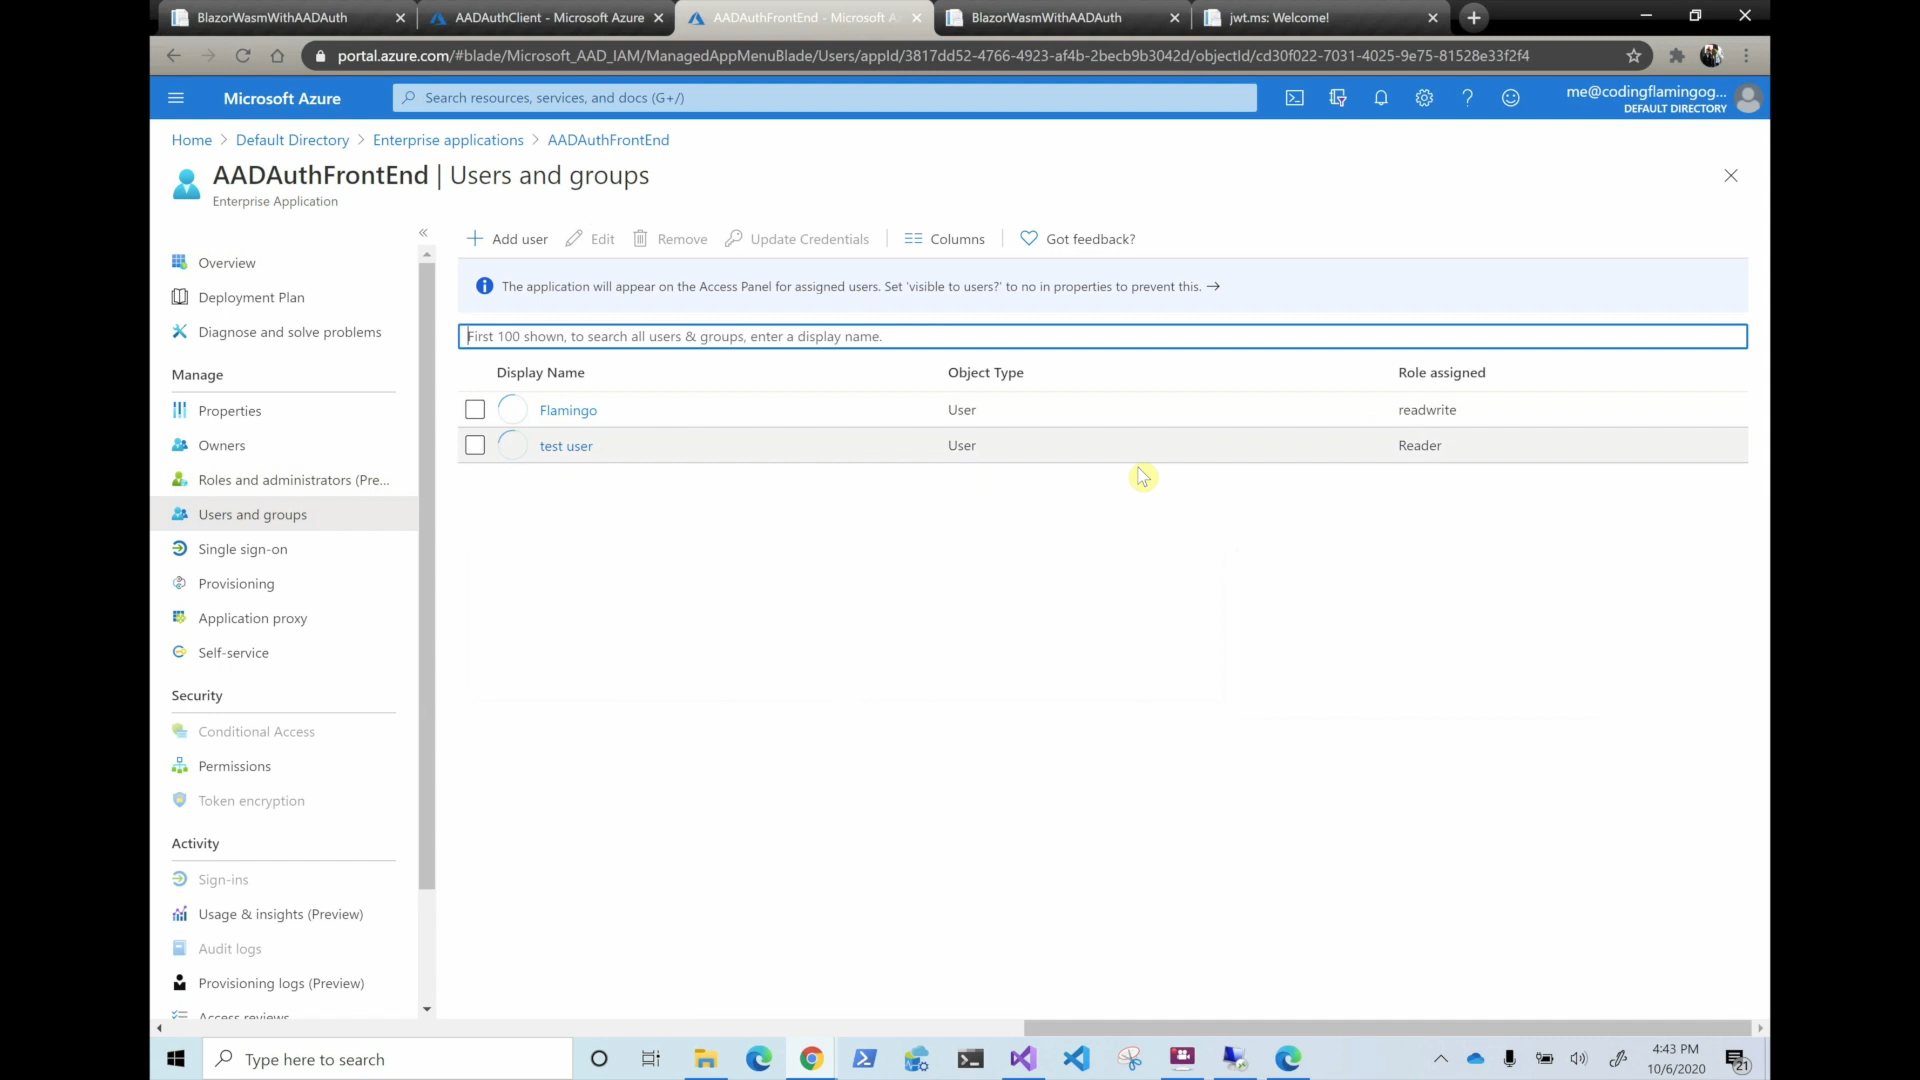 BlazorWasmWithAADAuth
AADAuthClient - Microsoft Azure
AADAuthFrontEnd - Microsoft A
BlazorWasmWithAADAuth
jwt.ms: Welcome!
portal.azure.com/#blade/Microsoft_AAD_IAM/ManagedAppMenuBlade/Users/appId/3817dd52-4766-4923-af4b-2becb9b3042d/objectId/cd30f022-7031-4025-9e75-81528e33f2f4
Microsoft Azure
Search resources, services, and docs (G+/)
me@codingflamingog...
DEFAULT DIRECTORY
Home > Default Directory > Enterprise applications > AADAuthFrontEnd
AADAuthFrontEnd | Users and groups
Enterprise Application
Overview
Deployment Plan
Diagnose and solve problems
Manage
Properties
Owners
Roles and administrators (Pre...
Users and groups
Single sign-on
Provisioning
Application proxy
Self-service
Security
Conditional Access
Permissions
Token encryption
Activity
Sign-ins
Usage & insights (Preview)
Audit logs
Provisioning logs (Preview)
Access reviews
Add user
Edit
Remove
Update Credentials
Columns
Got feedback?
The application will appear on the Access Panel for assigned users. Set 'visible to users?' to no in properties to prevent this. →
First 100 shown, to search all users & groups, enter a display name.
Display Name Object Type Role assigned
Flamingo User readwrite
test user User Reader
Type here to search
4:43 PM
10/6/2020
21